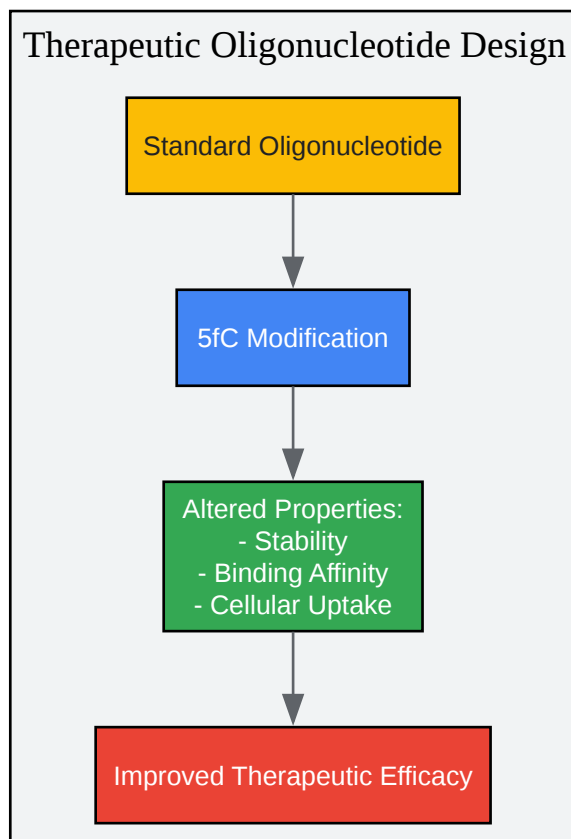 Therapeutic Oligonucleotide Design
Standard Oligonucleotide
5fC Modification
Altered Properties:
- Stability
- Binding Affinity
- Cellular Uptake
Improved Therapeutic Efficacy